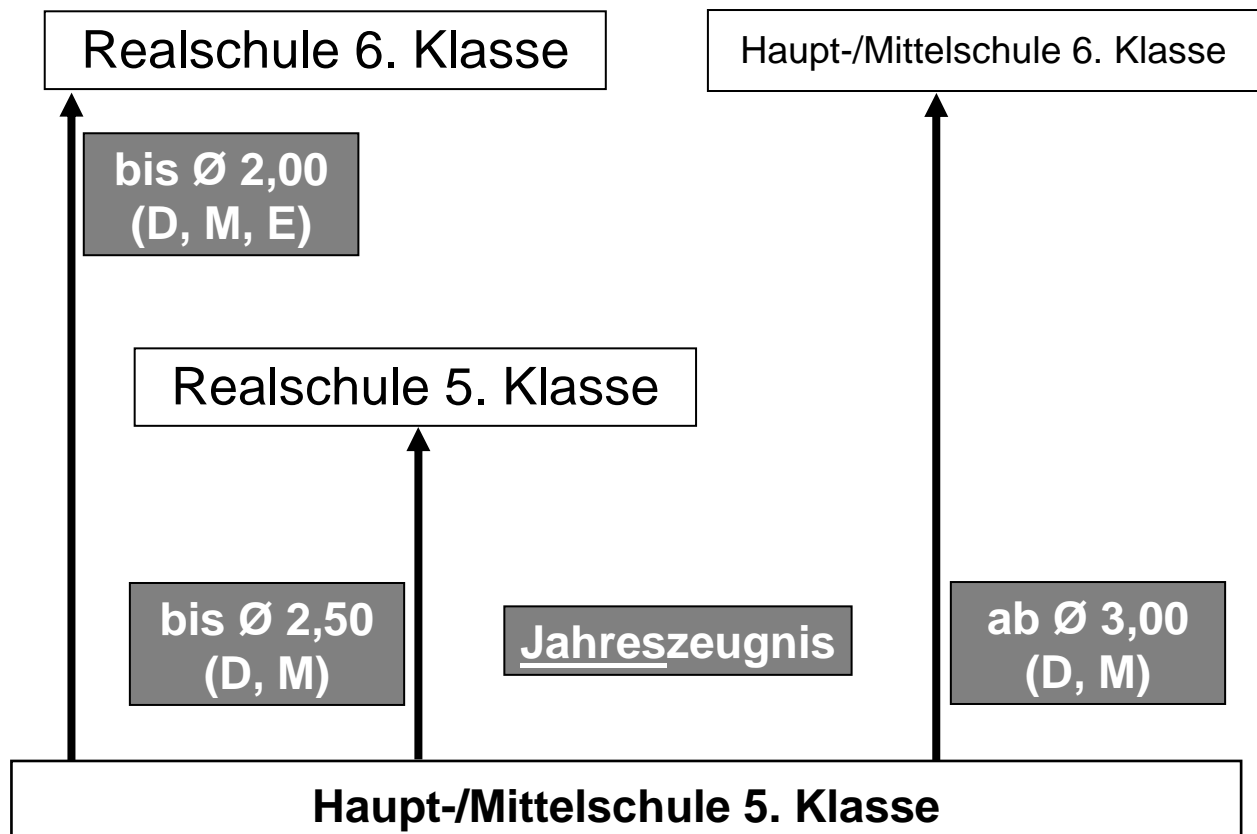 Realschule 6. Klasse
Haupt-/Mittelschule 6. Klasse
bis Ø 2,00
(D, M, E)
Realschule 5. Klasse
bis Ø 2,50
(D, M)
Jahreszeugnis
ab Ø 3,00
(D, M)
Haupt-/Mittelschule 5. Klasse